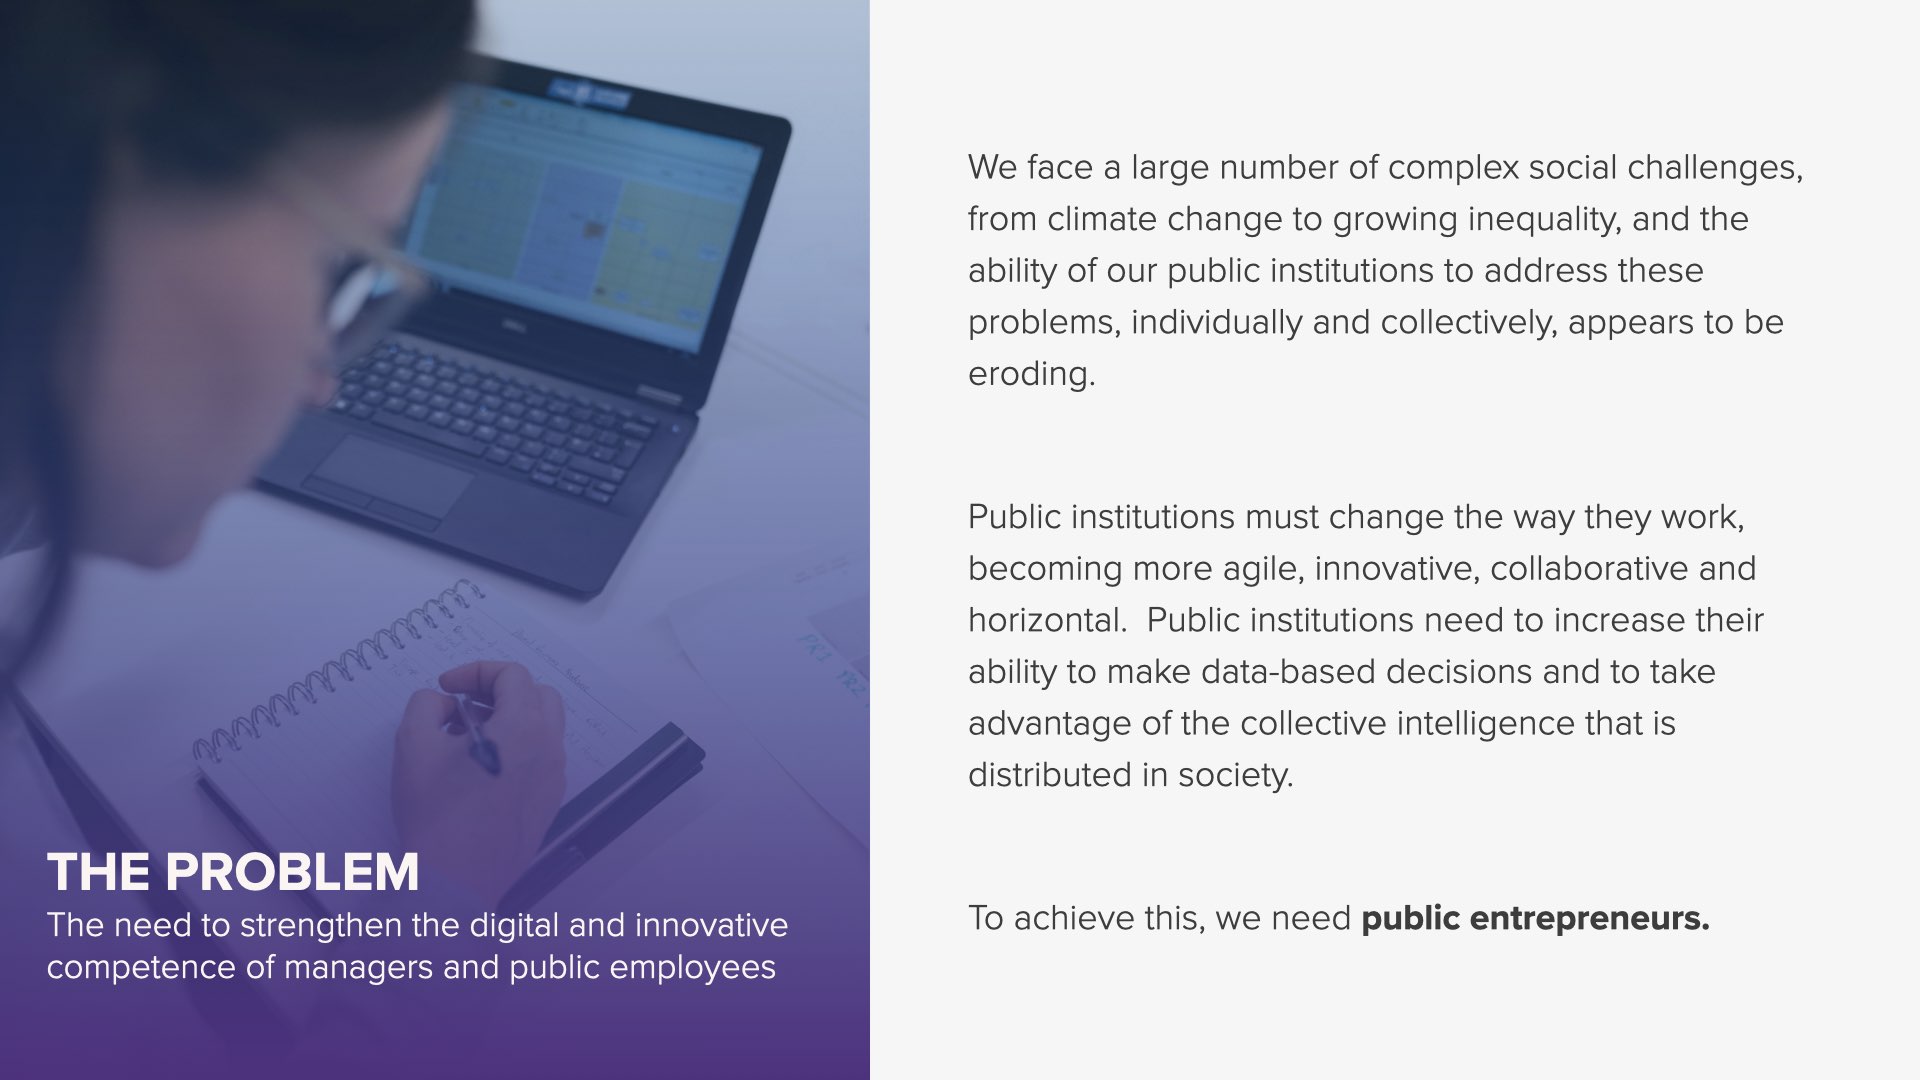 We face a large number of complex social challenges,
from climate change to growing inequality, and the
ability of our public institutions to address these
problems, individually and collectively, appears to be
eroding.
Public institutions must change the way they work,
becoming more agile, innovative, collaborative and
horizontal.  Public institutions need to increase their
ability to make data-based decisions and to take
advantage of the collective intelligence that is
distributed in society.
To achieve this, we need public entrepreneurs.
THE PROBLEM
The need to strengthen the digital and innovative
competence of managers and public employees
PR1 YR2